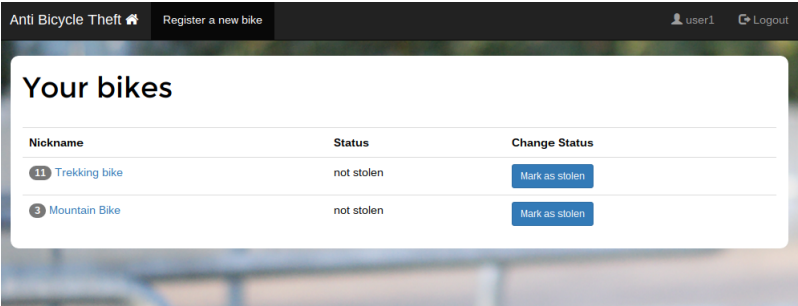 Anti Bicycle Theft Register a new bike user1 Logout
Your bikes
Nickname Status Change Status
11 Trekking bike not stolen Mark as stolen
3 Mountain Bike not stolen Mark as stolen